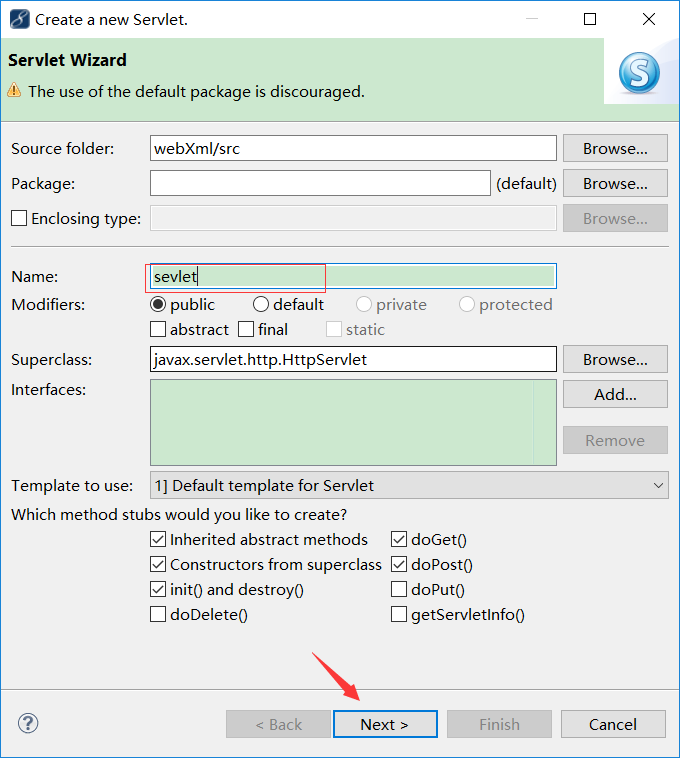 Create a new Servlet.
Servlet Wizard
The use of the default package is discouraged.
Source folder: webXml/src Browse...
Package: (default) Browse...
Enclosing type: Browse...
Name: sevlet
Modifiers: public default private protected
abstract final static
Superclass: javax.servlet.http.HttpServlet Browse...
Interfaces: Add...
Remove
Template to use: 1] Default template for Servlet
Which method stubs would you like to create?
Inherited abstract methods doGet()
Constructors from superclass doPost()
init() and destroy() doPut()
doDelete() getServletInfo()
? < Back Next > Finish Cancel